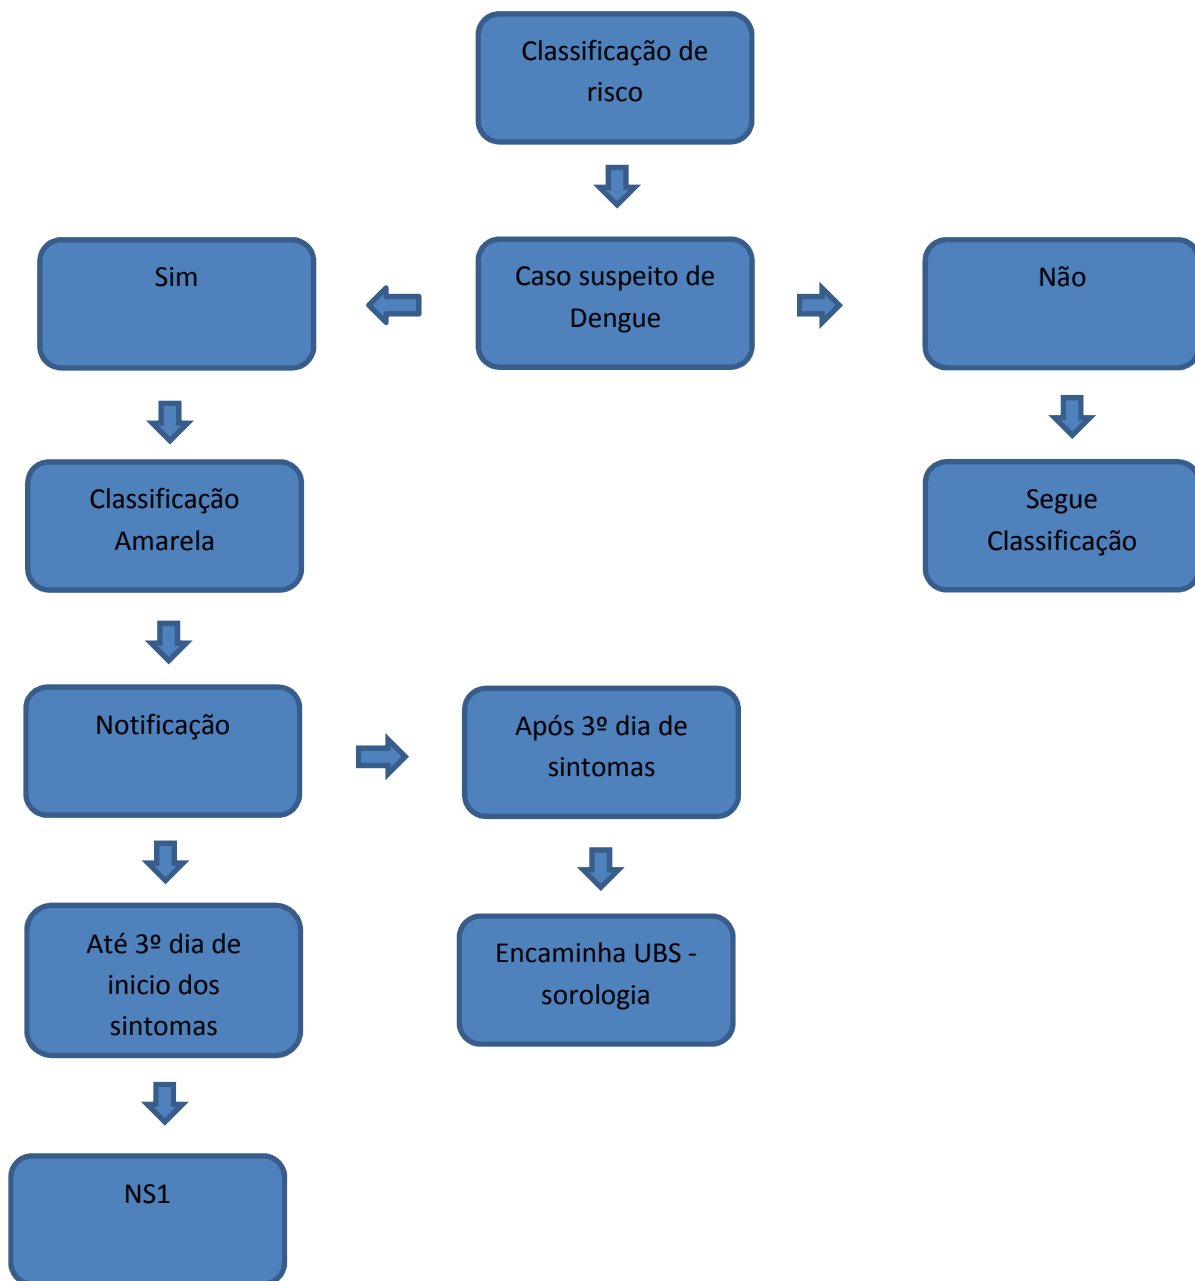 Classificação de
risco
Sim
Caso suspeito de
Dengue
Não
Classificação
Amarela
Segue
Classificação
Notificação
Após 3º dia de
sintomas
Até 3º dia de
inicio dos
sintomas
Encaminha UBS -
sorologia
NS1